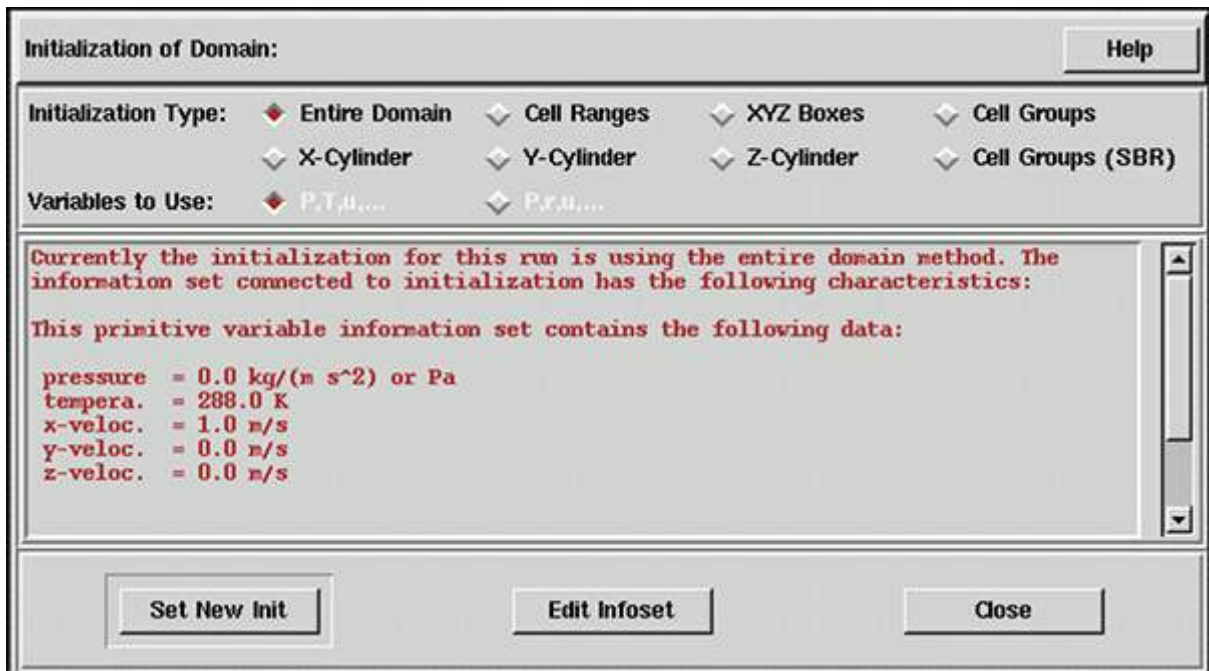 Initialization of Domain: Help
Initialization Type: Entire Domain Cell Ranges XYZ Boxes Cell Groups
X-Cylinder Y-Cylinder Z-Cylinder Cell Groups (SBR)
Variables to Use: P,T,u,... P,r,u,...
Currently the initialization for this run is using the entire domain method. The
information set connected to initialization has the following characteristics:
This primitive variable information set contains the following data:
pressure = 0.0 kg/(m s^2) or Pa
tempera. = 288.0 K
x-veloc. = 1.0 m/s
y-veloc. = 0.0 m/s
z-veloc. = 0.0 m/s
Set New Init Edit Infoset Close